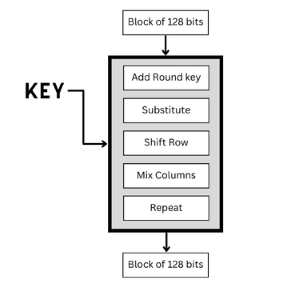 Block of 128 bits
KEY
Add Round key
Substitute
Shift Row
Mix Columns
Repeat
Block of 128 bits